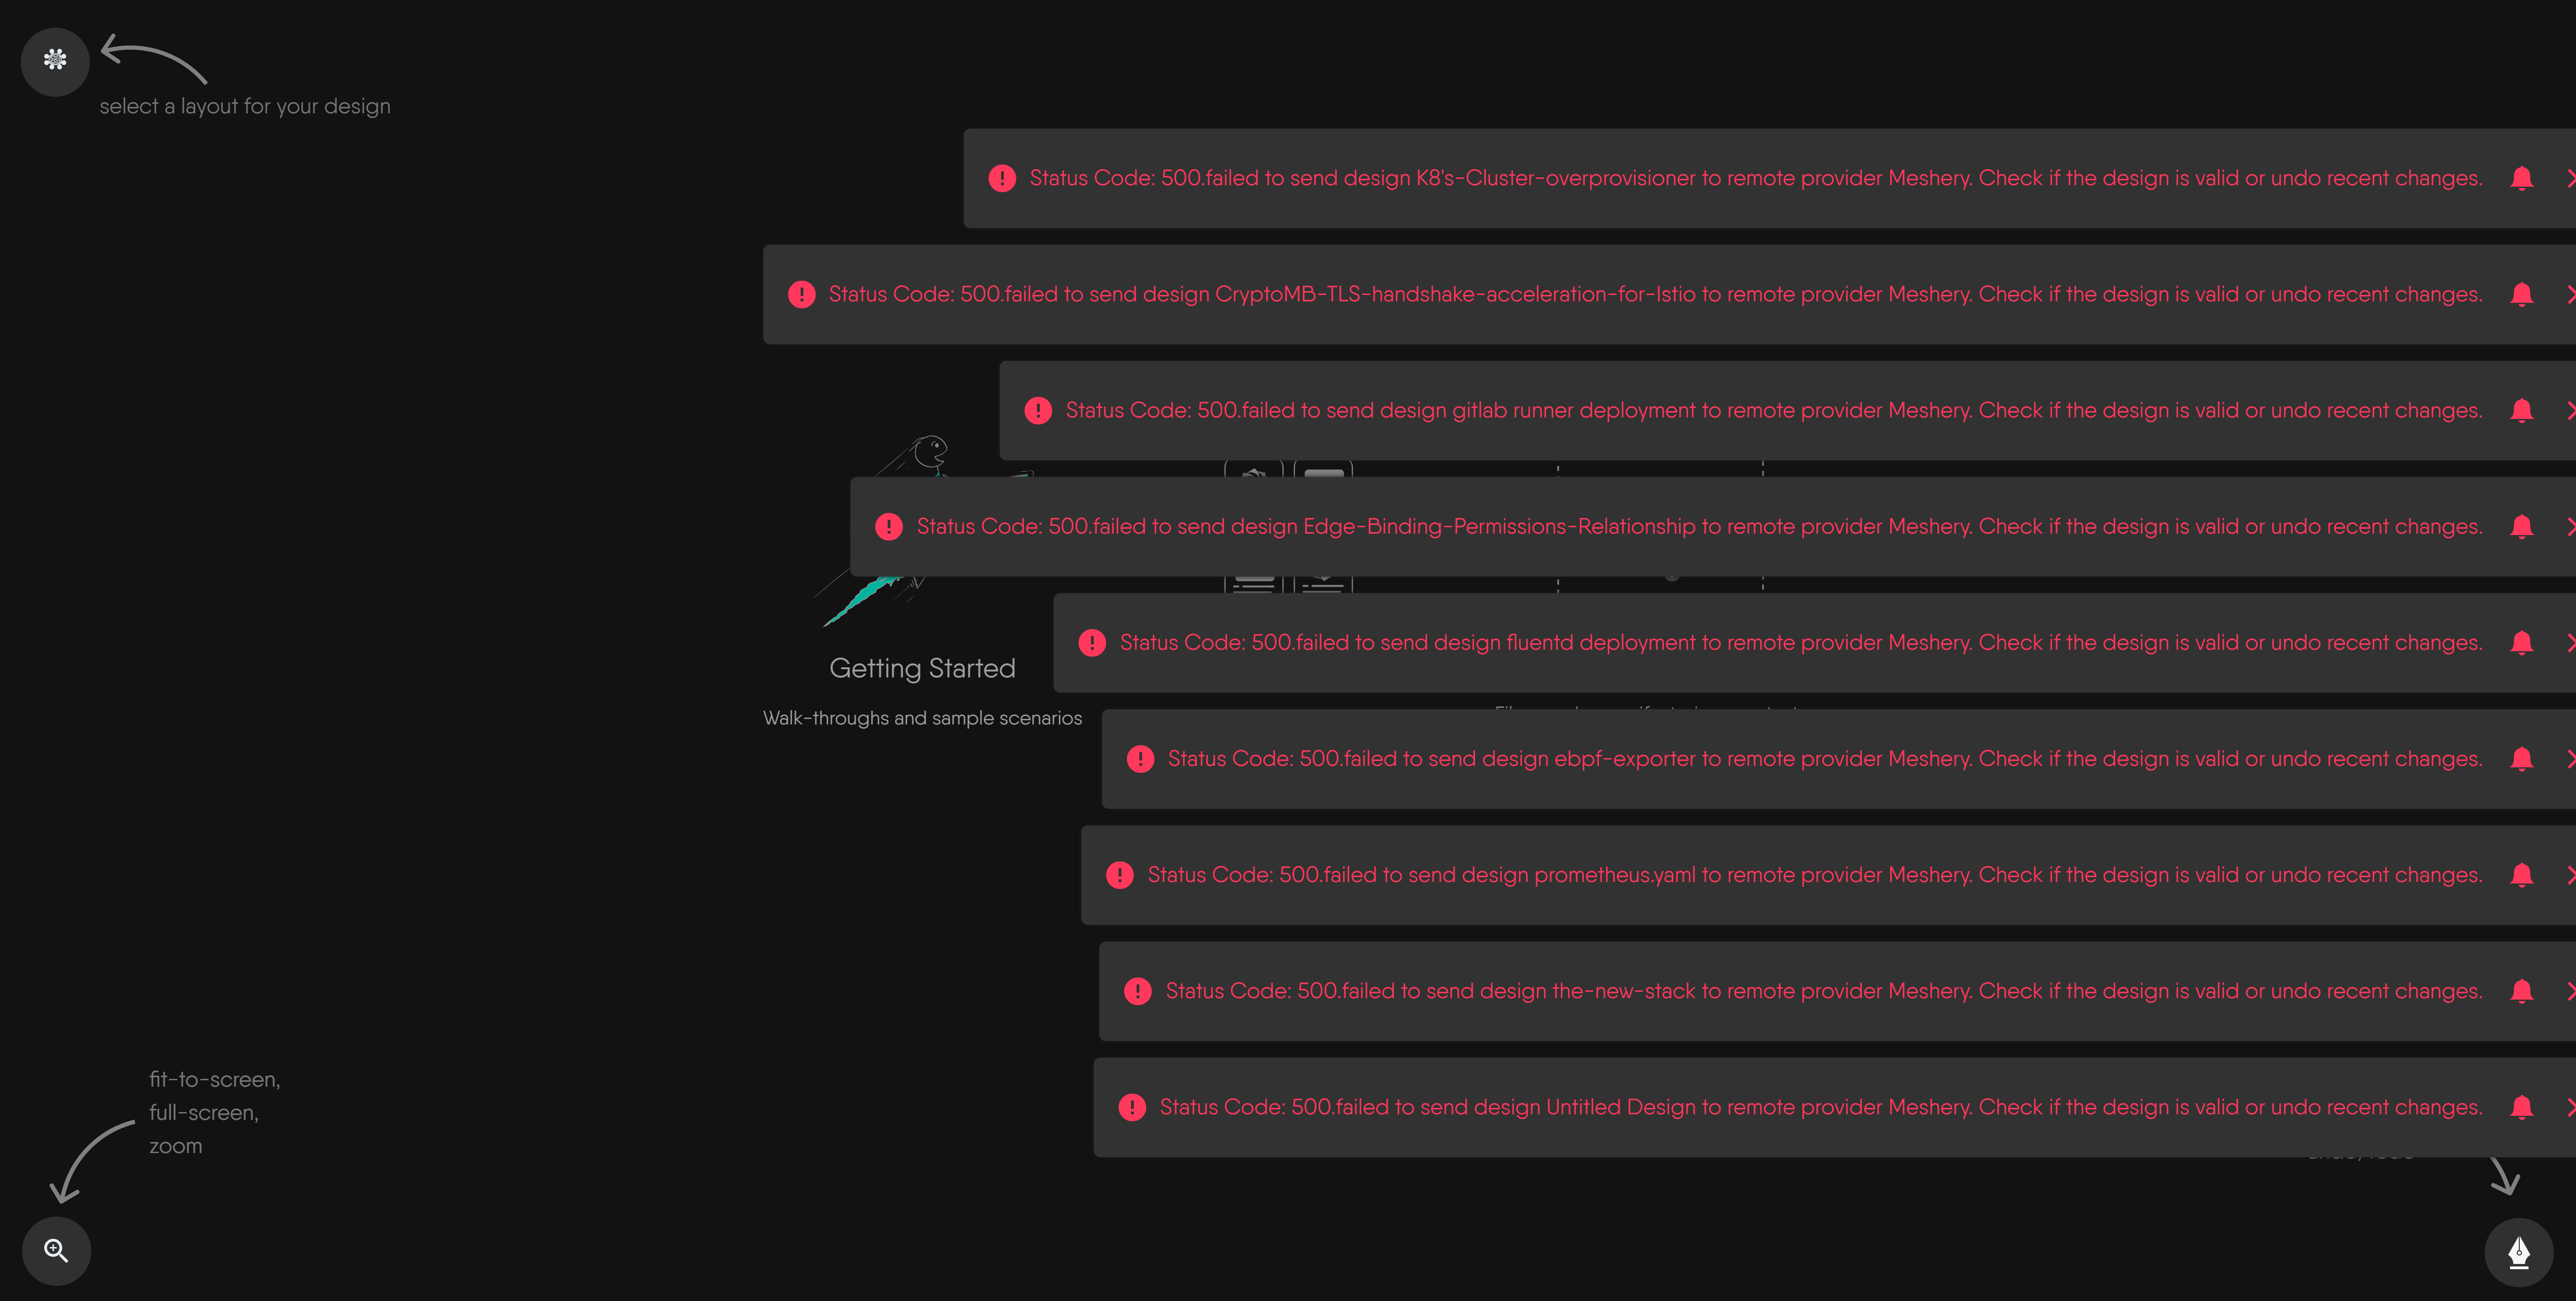 select a layout for your design
Status Code: 500.failed to send design K8's-Cluster-overprovisioner to remote provider Meshery. Check if the design is valid or undo recent changes.
Status Code: 500.failed to send design CryptoMB-TLS-handshake-acceleration-for-Istio to remote provider Meshery. Check if the design is valid or undo recent changes.
Status Code: 500.failed to send design gitlab runner deployment to remote provider Meshery. Check if the design is valid or undo recent changes.
Status Code: 500.failed to send design Edge-Binding-Permissions-Relationship to remote provider Meshery. Check if the design is valid or undo recent changes.
Status Code: 500.failed to send design fluentd deployment to remote provider Meshery. Check if the design is valid or undo recent changes.
Getting Started
Walk-throughs and sample scenarios
Status Code: 500.failed to send design ebpf-exporter to remote provider Meshery. Check if the design is valid or undo recent changes.
Status Code: 500.failed to send design prometheus.yaml to remote provider Meshery. Check if the design is valid or undo recent changes.
Status Code: 500.failed to send design the-new-stack to remote provider Meshery. Check if the design is valid or undo recent changes.
Status Code: 500.failed to send design Untitled Design to remote provider Meshery. Check if the design is valid or undo recent changes.
fit-to-screen,
full-screen,
zoom